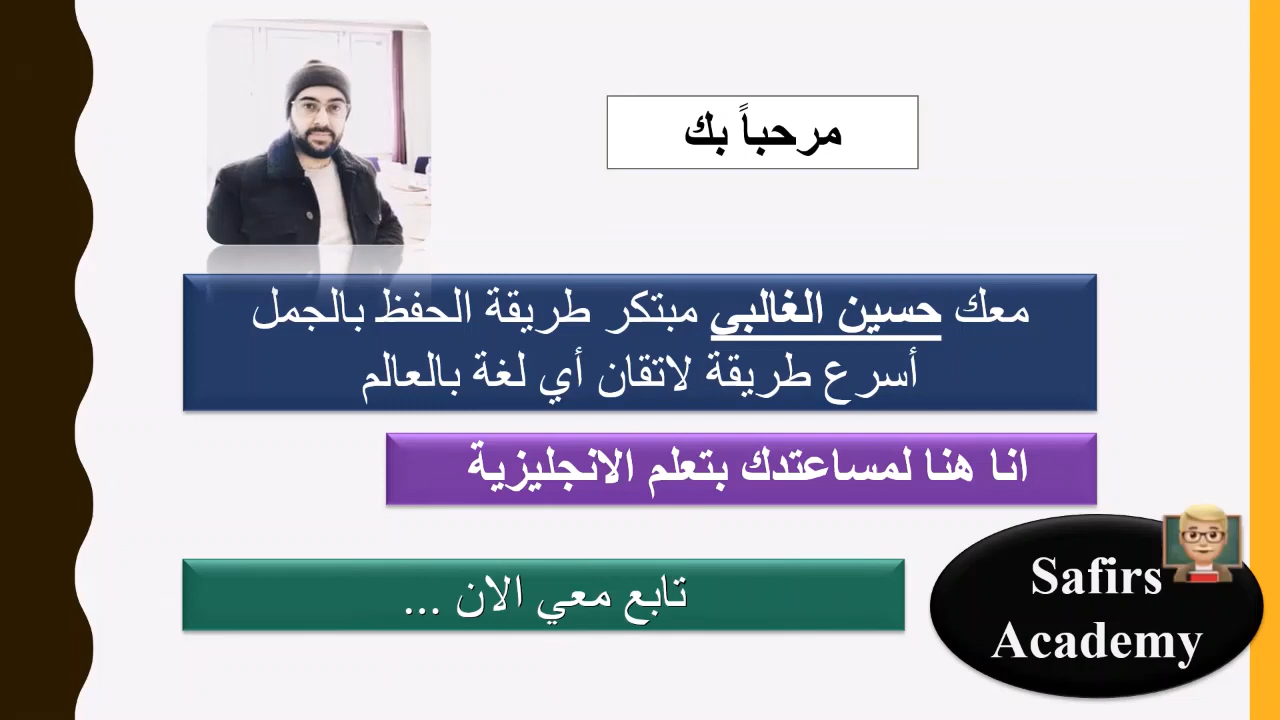 مرحباً بك
معك حسين الغالبي مبتكر طريقة الحفظ بالجمل
أسرع طريقة لاتقان أي لغة بالعالم
انا هنا لمساعتدك بتعلم الانجليزية
تابع معي الان ...
Safirs
Academy